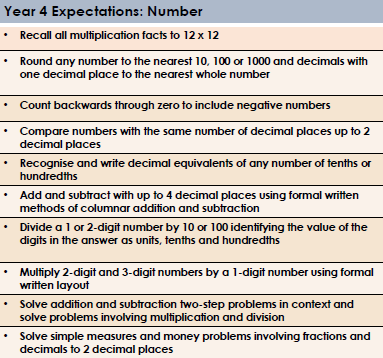 Year 4 Expectations: Number
• Recall all multiplication facts to 12 x 12
• Round any number to the nearest 10, 100 or 1000 and decimals with
one decimal place to the nearest whole number
• Count backwards through zero to include negative numbers
• Compare numbers with the same number of decimal places up to 2
decimal places
• Recognise and write decimal equivalents of any number of tenths or
hundredths
• Add and subtract with up to 4 decimal places using formal written
methods of columnar addition and subtraction
• Divide a 1 or 2-digit number by 10 or 100 identifying the value of the
digits in the answer as units, tenths and hundredths
• Multiply 2-digit and 3-digit numbers by a 1-digit number using formal
written layout
• Solve addition and subtraction two-step problems in context and
solve problems involving multiplication and division
• Solve simple measures and money problems involving fractions and
decimals to 2 decimal places